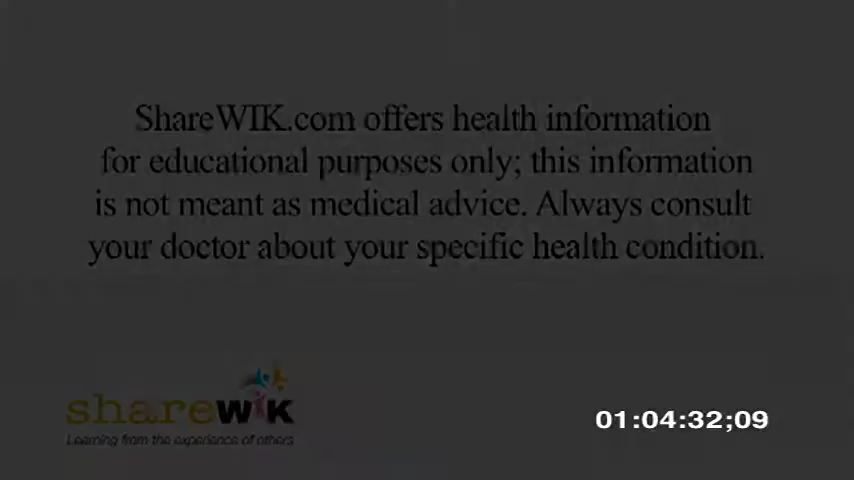 ShareWIK.com offers health information
for educational purposes only; this information
is not meant as medical advice. Always consult
your doctor about your specific health condition.
sharewiK
Learning from the experience of others
01:04:32;09